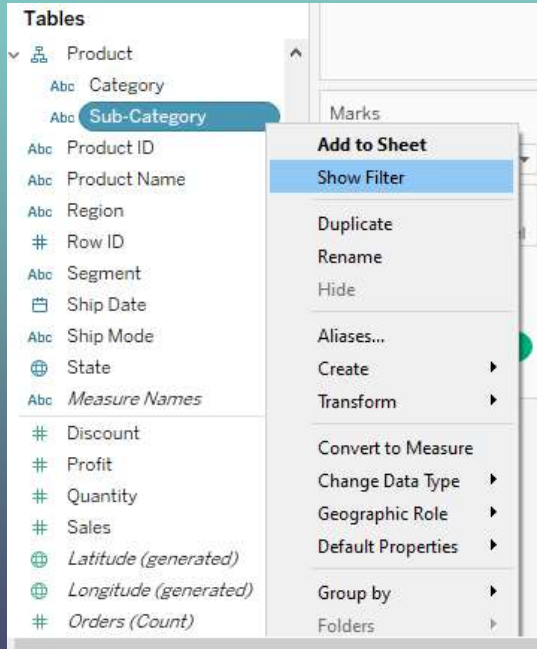 Tables
Product
Abc Category
Abc Sub-Category
Abc Product ID
Abc Product Name
Abc Region
# Row ID
Abc Segment
Ship Date
Abc Ship Mode
State
Abc Measure Names
# Discount
# Profit
# Quantity
# Sales
Latitude (generated)
Longitude (generated)
# Orders (Count)
Marks
Add to Sheet
Show Filter
Duplicate
Rename
Hide
Aliases...
Create
Transform
Convert to Measure
Change Data Type
Geographic Role
Default Properties
Group by
Folders